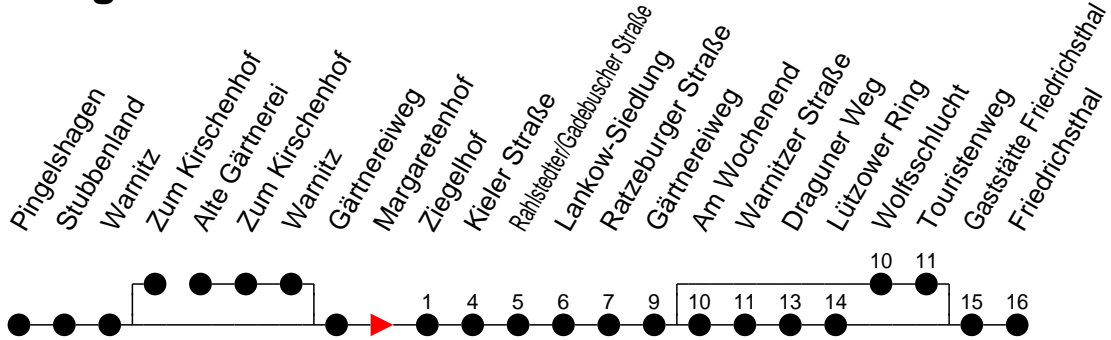 Pingelshagen
Stubbenland
Warnitz
Zum Kirschenhof
Alte Gärtnerei
Zum Kirschenhof
Warnitz
Gärtnereiweg
Margaretenhof
Ziegelhof
Kieler Straße
Rahlstedter/Gadebuscher Straße
Lankow-Siedlung
Ratzeburger Straße
Gärtnereiweg
Am Wochenend
Warnitzer Straße
Draguner Weg
Lützower Ring
Wolfsschlucht
Touristenweg
Gaststätte Friedrichsthal
Friedrichsthal
10 11
1 4 5 6 7 9 10 11 13 14 15 16